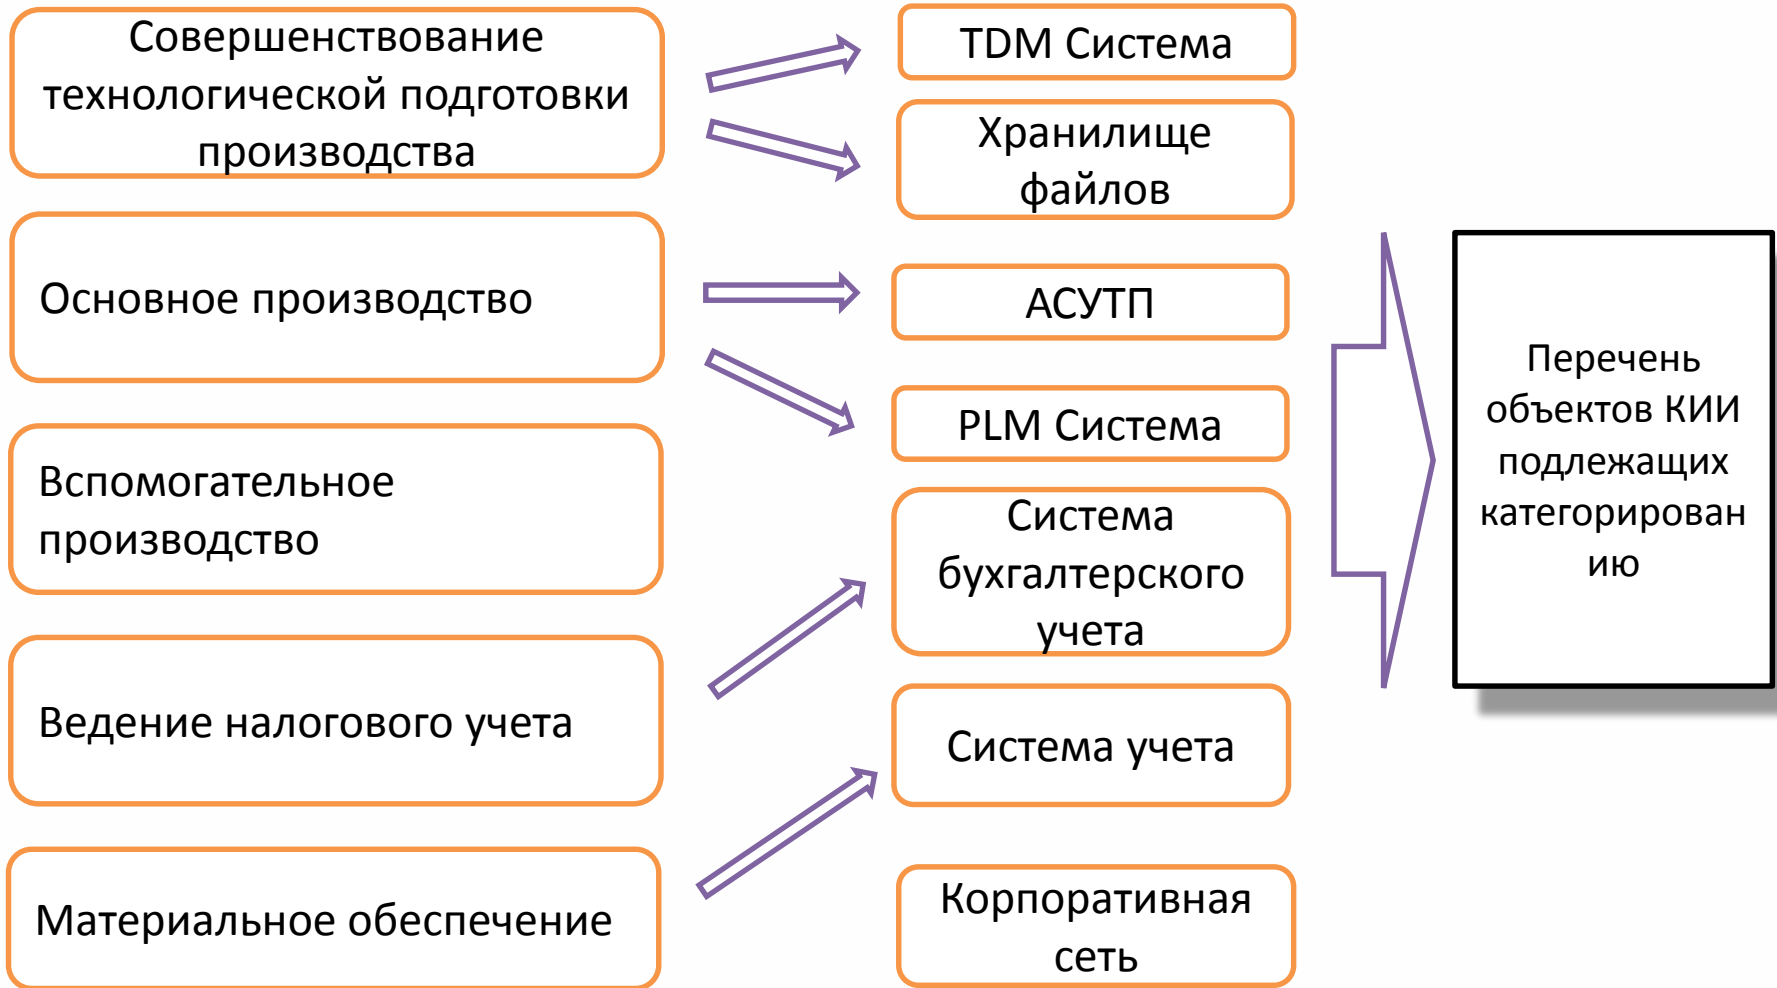 Совершенствование
технологической подготовки
производства
Основное производство
Вспомогательное
производство
Ведение налогового учета
Материальное обеспечение
TDM Система
Хранилище
файлов
АСУТП
PLM Система
Система
бухгалтерского
учета
Система учета
Корпоративная
сеть
Перечень
объектов КИИ
подлежащих
категорирован
ию